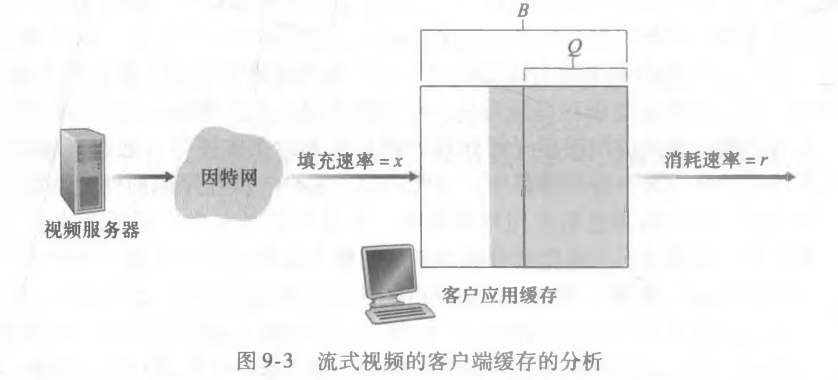 B
Q
填充速率 = x
消耗速率 = r
因特网
视频服务器
客户应用缓存
图 9-3 流式视频的客户端缓存的分析